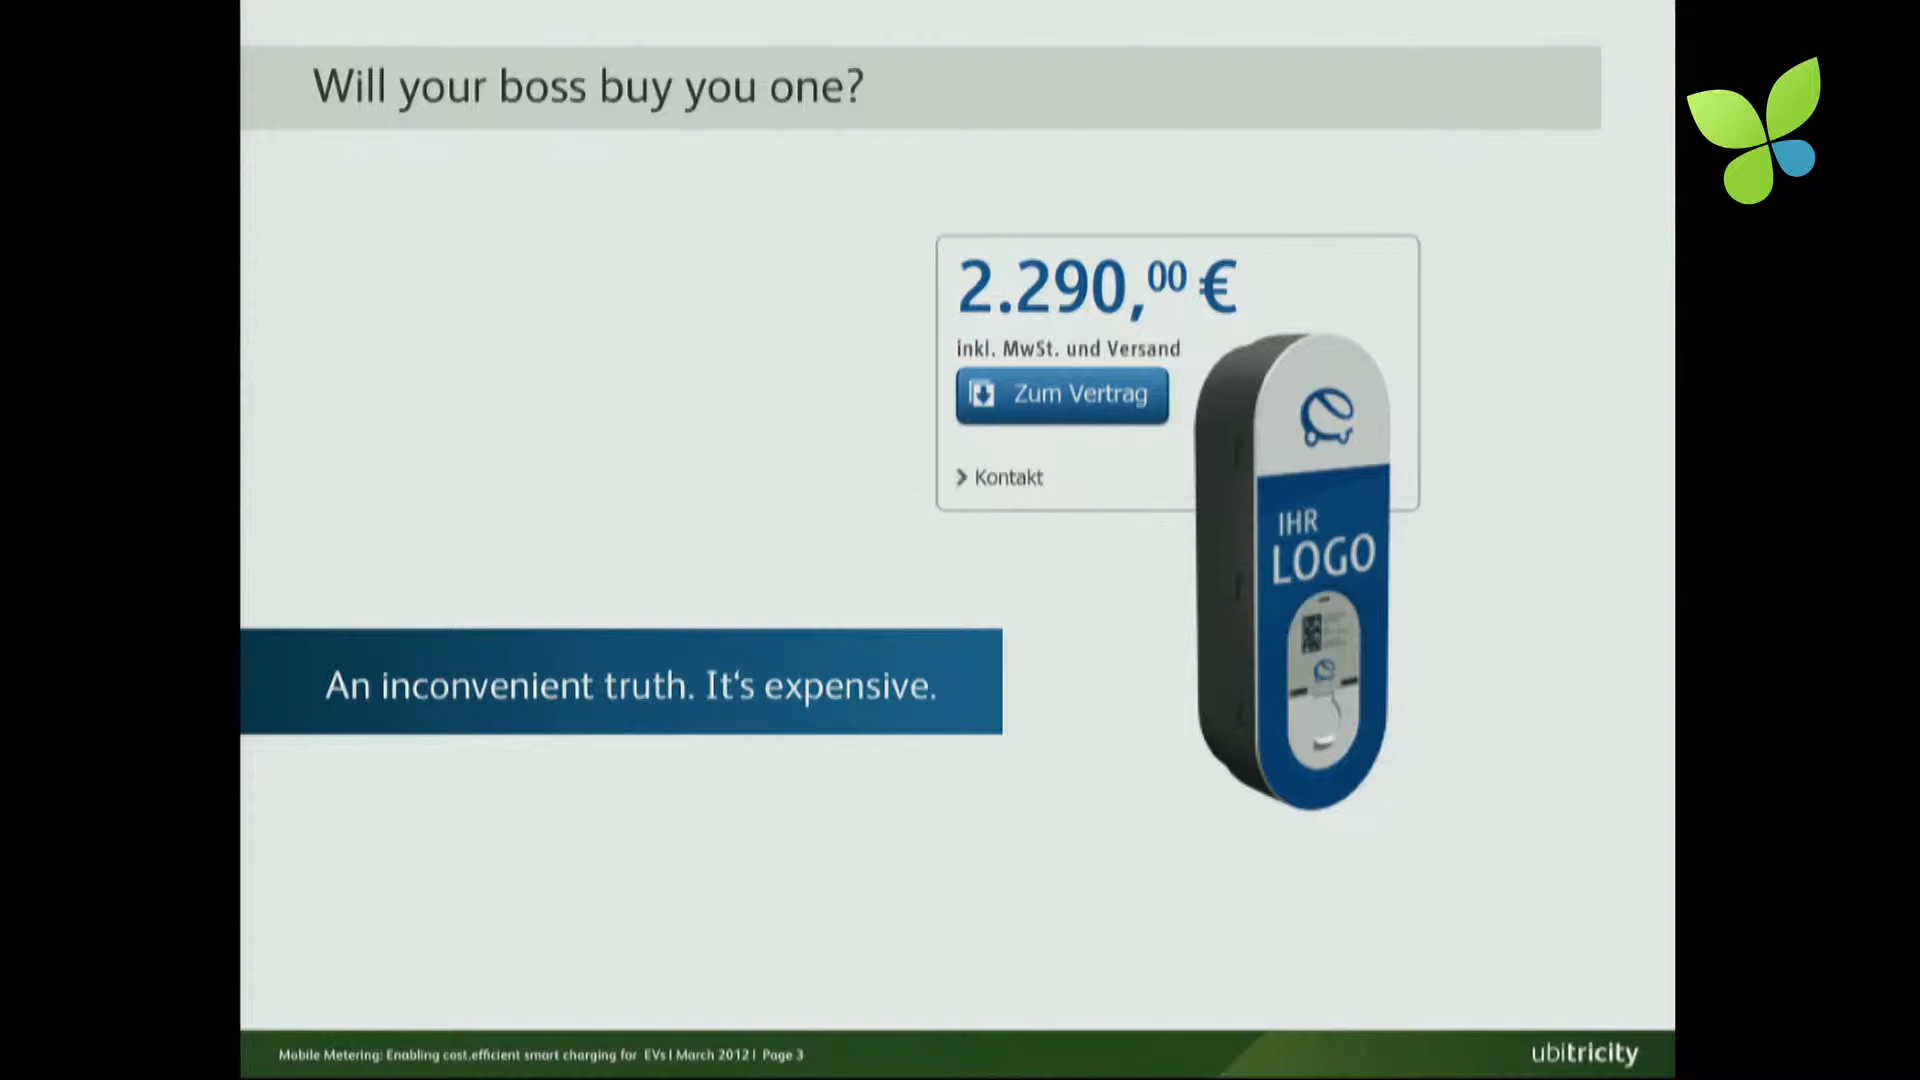 Will your boss buy you one?
2.290,00 €
inkl. MwSt. und Versand
Zum Vertrag
Kontakt
IHR
LOGO
An inconvenient truth. It‘s expensive.
Mobile Metering: Enabling cost.efficient smart charging for EVs | March 2012 | Page 3
ubitricity